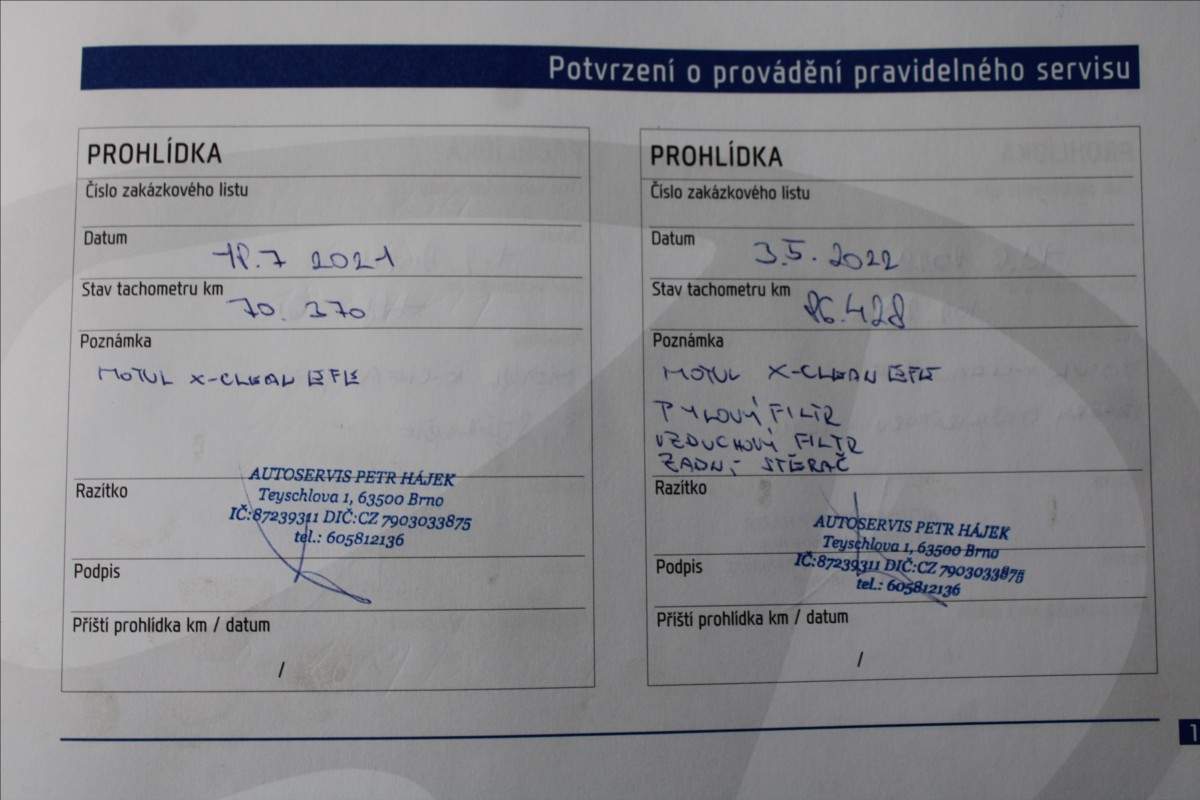 Potvrzení o provádění pravidelného servisu
PROHLÍDKA
Číslo zakázkového listu
Datum 18.7 2021
Stav tachometru km 70.370
Poznámka
MOTUL X-CLEAN EFE
Razítko
AUTOSERVIS PETR HÁJEK
Teyschlova 1, 63500 Brno
IČ:87239311 DIČ:CZ 7903033875
tel.: 605812136
Podpis
Příští prohlídka km / datum
/
PROHLÍDKA
Číslo zakázkového listu
Datum 3.5.2022
Stav tachometru km 86.428
Poznámka
MOTUL X-CLEAN EFE
PYLOVÝ FILTR
VZDUCHOVÝ FILTR
ZADNÍ STĚRAČ
Razítko
AUTOSERVIS PETR HÁJEK
Teyschlova 1, 63500 Brno
IČ:87239311 DIČ:CZ 7903033875
tel.: 605812136
Podpis
Příští prohlídka km / datum
/